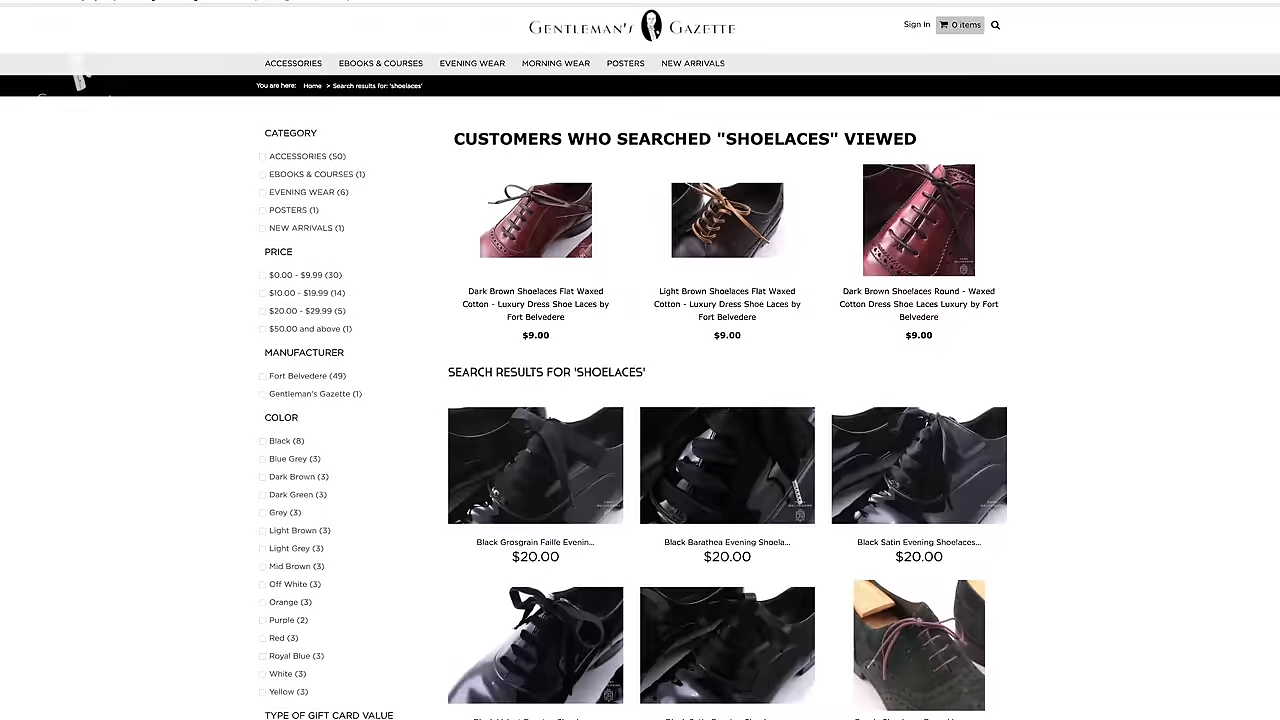 GENTLEMAN'S GAZETTE
Sign In
0 items
ACCESSORIES
EBOOKS & COURSES
EVENING WEAR
MORNING WEAR
POSTERS
NEW ARRIVALS
You are here: Home > Search results for: 'shoelaces'
CATEGORY
ACCESSORIES (50)
EBOOKS & COURSES (1)
EVENING WEAR (6)
POSTERS (1)
NEW ARRIVALS (1)
PRICE
$0.00 - $9.99 (30)
$10.00 - $19.99 (14)
$20.00 - $29.99 (5)
$50.00 and above (1)
MANUFACTURER
Fort Belvedere (49)
Gentleman's Gazette (1)
COLOR
Black (8)
Blue Grey (3)
Dark Brown (3)
Dark Green (3)
Grey (3)
Light Brown (3)
Light Grey (3)
Mid Brown (3)
Off White (3)
Orange (3)
Purple (2)
Red (3)
Royal Blue (3)
White (3)
Yellow (3)
TYPE OF GIFT CARD VALUE
CUSTOMERS WHO SEARCHED "SHOELACES" VIEWED
Dark Brown Shoelaces Flat Waxed
Cotton - Luxury Dress Shoe Laces by
Fort Belvedere
$9.00
Light Brown Shoelaces Flat Waxed
Cotton - Luxury Dress Shoe Laces by
Fort Belvedere
$9.00
Dark Brown Shoelaces Round - Waxed
Cotton Dress Shoe Laces Luxury by Fort
Belvedere
$9.00
SEARCH RESULTS FOR 'SHOELACES'
Black Grosgrain Faille Evenin...
$20.00
Black Barathea Evening Shoela...
$20.00
Black Satin Evening Shoelaces...
$20.00